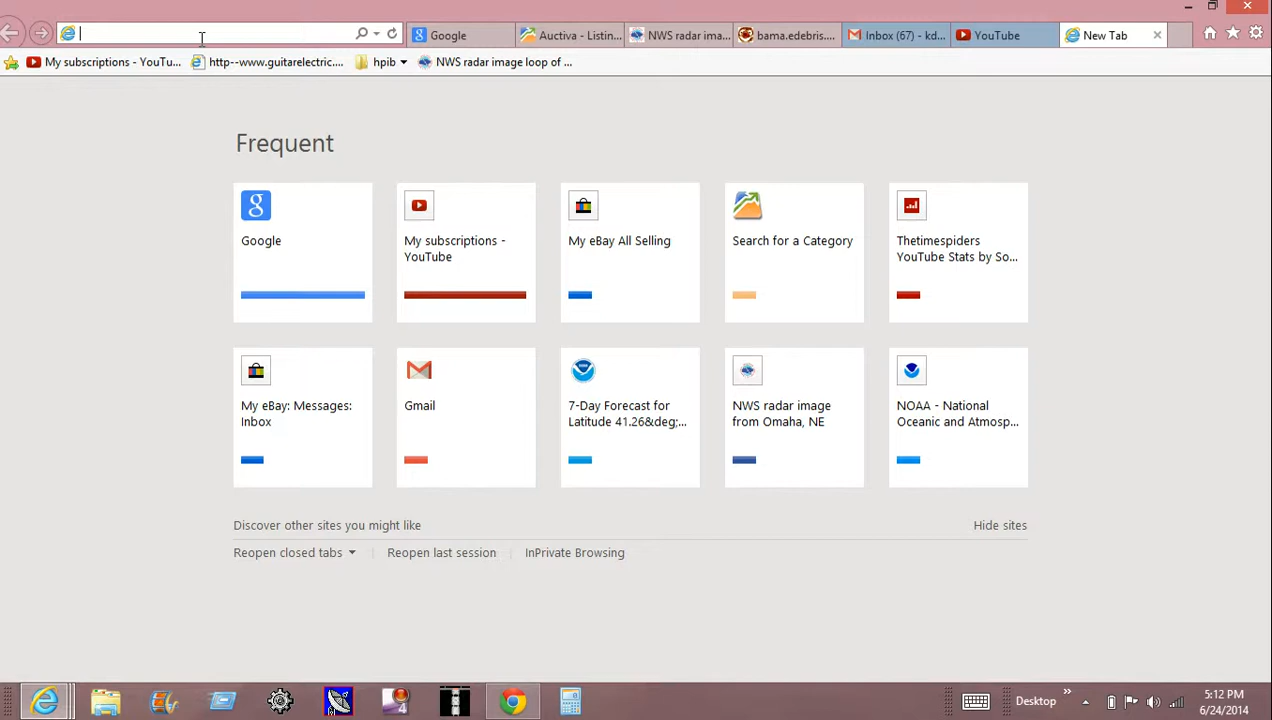 Google
Auctiva - Listin...
NWS radar ima...
bama.edebris....
Inbox (67) - kd...
YouTube
New Tab
My subscriptions - YouTu...
http--www.guitarelectric....
hpib
NWS radar image loop of ...
Frequent
g
Google
My subscriptions -
YouTube
My eBay All Selling
Search for a Category
Thetimespiders
YouTube Stats by So...
My eBay: Messages:
Inbox
Gmail
7-Day Forecast for
Latitude 41.26&deg;...
NWS radar image
from Omaha, NE
NOAA - National
Oceanic and Atmosp...
Discover other sites you might like
Hide sites
Reopen closed tabs
Reopen last session
InPrivate Browsing
4
Desktop
5:12 PM
6/24/2014